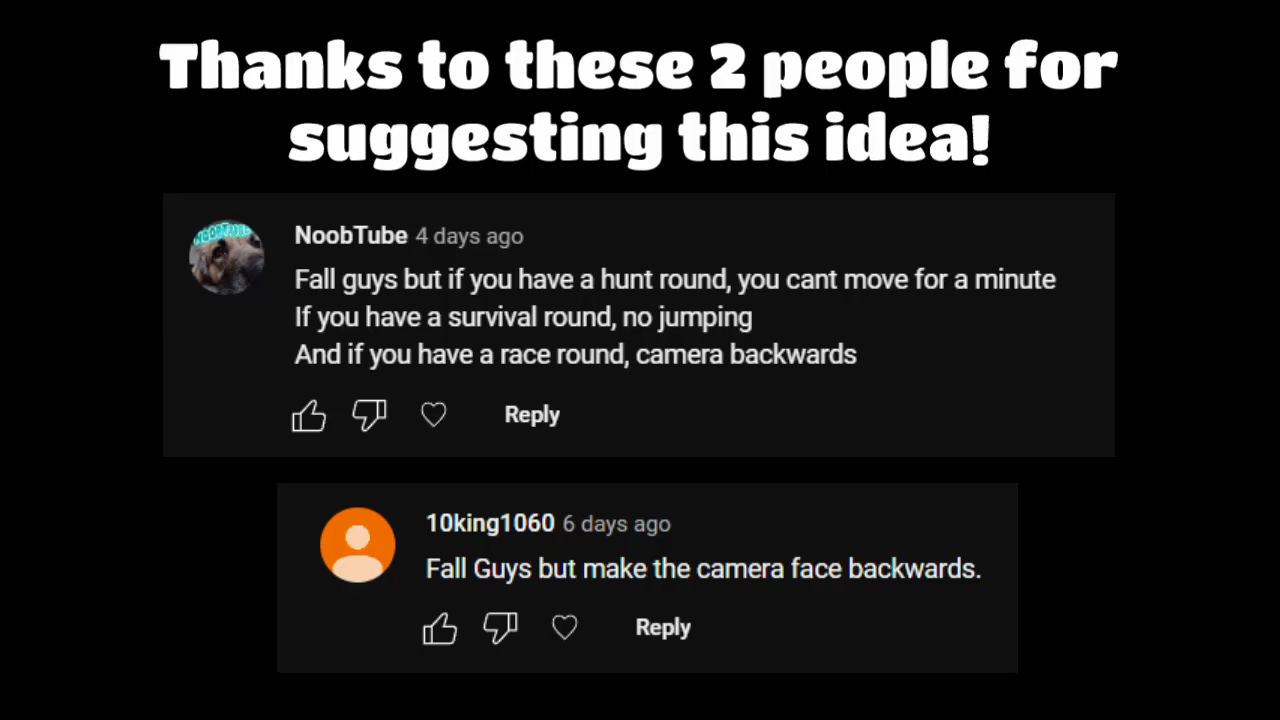 Thanks to these 2 people for
suggesting this idea!
NOOBTUBE
NoobTube 4 days ago
Fall guys but if you have a hunt round, you cant move for a minute
If you have a survival round, no jumping
And if you have a race round, camera backwards
Reply
10king1060 6 days ago
Fall Guys but make the camera face backwards.
Reply